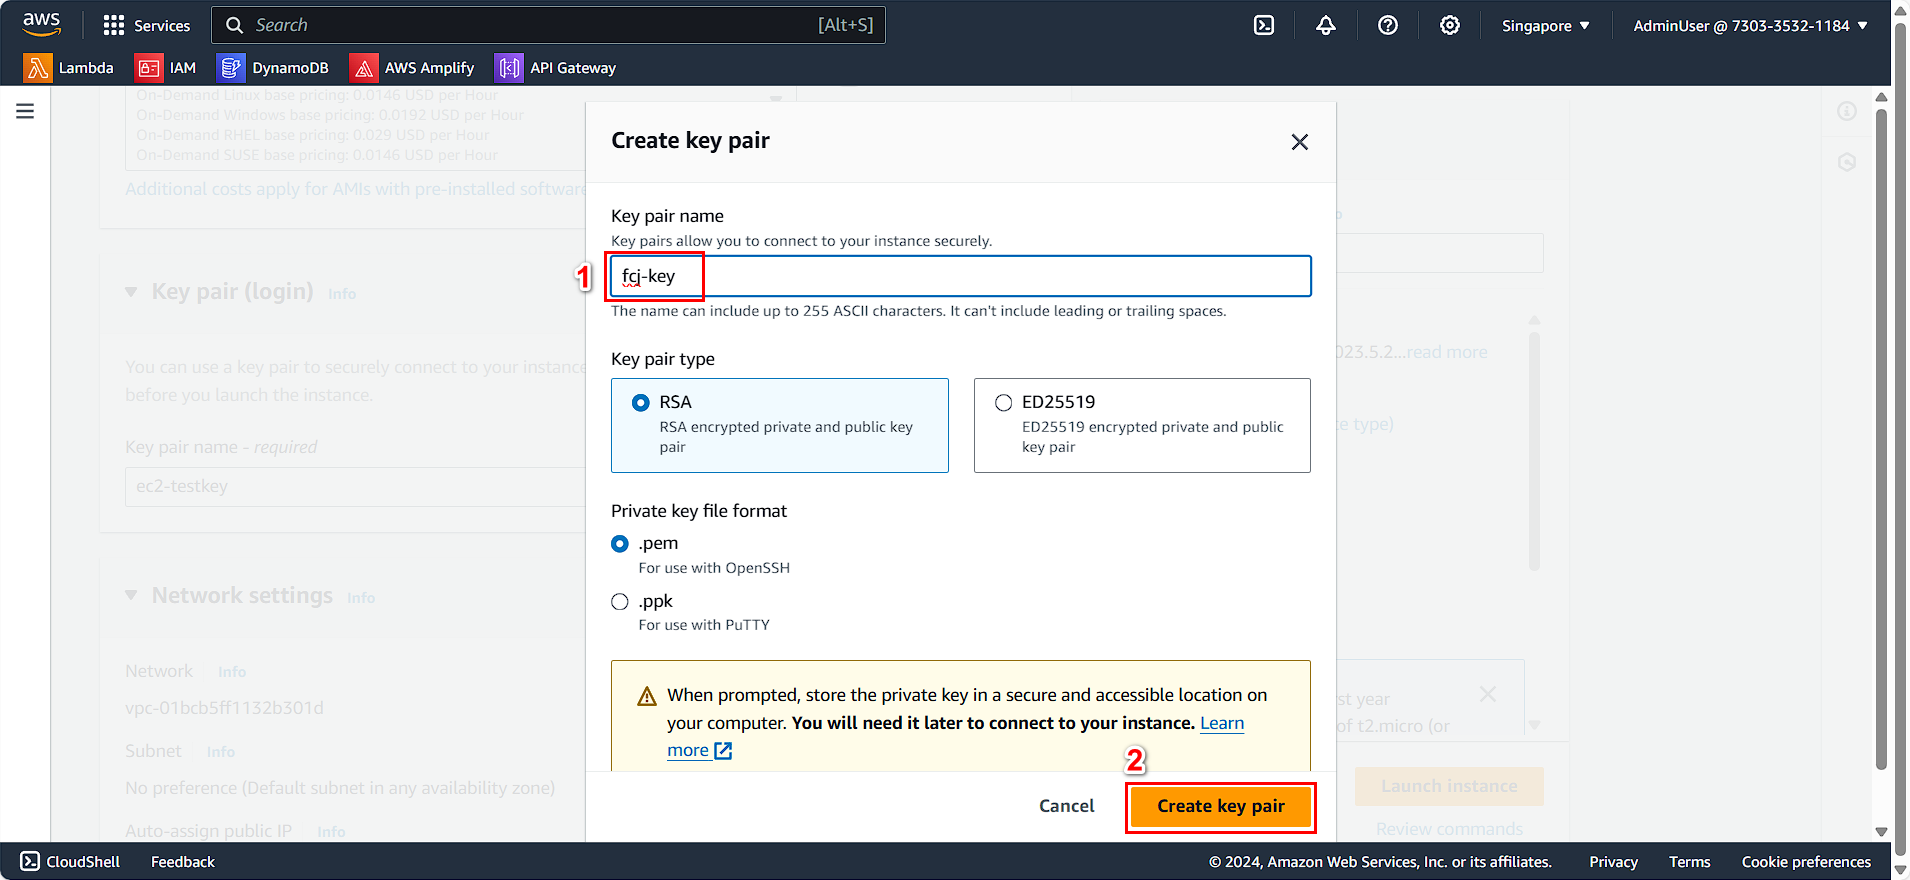 aws
Services
Search
[Alt+S]
Singapore
AdminUser @ 7303-3532-1184
Lambda
IAM
DynamoDB
AWS Amplify
API Gateway
On-Demand Linux base pricing: 0.0146 USD per Hour
On-Demand Windows base pricing: 0.0192 USD per Hour
On-Demand RHEL base pricing: 0.029 USD per Hour
On-Demand SUSE base pricing: 0.0146 USD per Hour
Additional costs apply for AMIs with pre-installed software
Key pair (login) Info
You can use a key pair to securely connect to your instance
before you launch the instance.
Key pair name - required
ec2-testkey
Network settings Info
Network Info
vpc-01bcb5ff1132b301d
Subnet Info
No preference (Default subnet in any availability zone)
Auto-assign public IP Info
Create key pair
Key pair name
Key pairs allow you to connect to your instance securely.
1
fcj-key
The name can include up to 255 ASCII characters. It can't include leading or trailing spaces.
Key pair type
RSA
RSA encrypted private and public key
pair
ED25519
ED25519 encrypted private and public
key pair
Private key file format
.pem
For use with OpenSSH
.ppk
For use with PuTTY
When prompted, store the private key in a secure and accessible location on
your computer. You will need it later to connect to your instance. Learn
more
2
Cancel
Create key pair
023.5.2...read more
e type)
st year
of t2.micro (or
Launch instance
Review commands
CloudShell
Feedback
© 2024, Amazon Web Services, Inc. or its affiliates.
Privacy
Terms
Cookie preferences